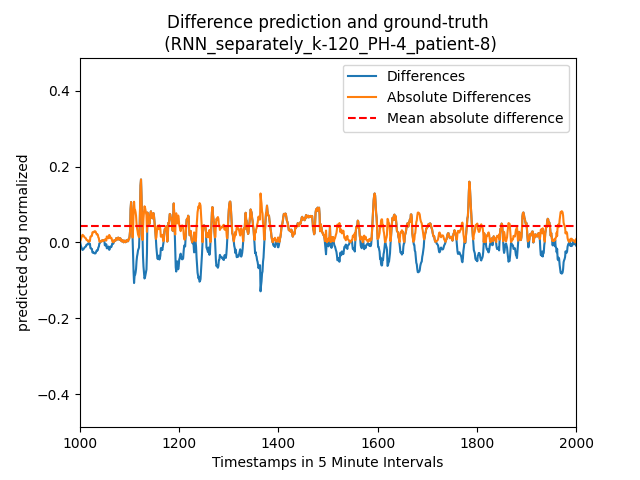 Difference prediction and ground-truth
(RNN_separately_k-120_PH-4_patient-8)
Differences
Absolute Differences
Mean absolute difference
predicted cbg normalized
0.4
0.2
0.0
−0.2
−0.4
1000 1200 1400 1600 1800 2000
Timestamps in 5 Minute Intervals